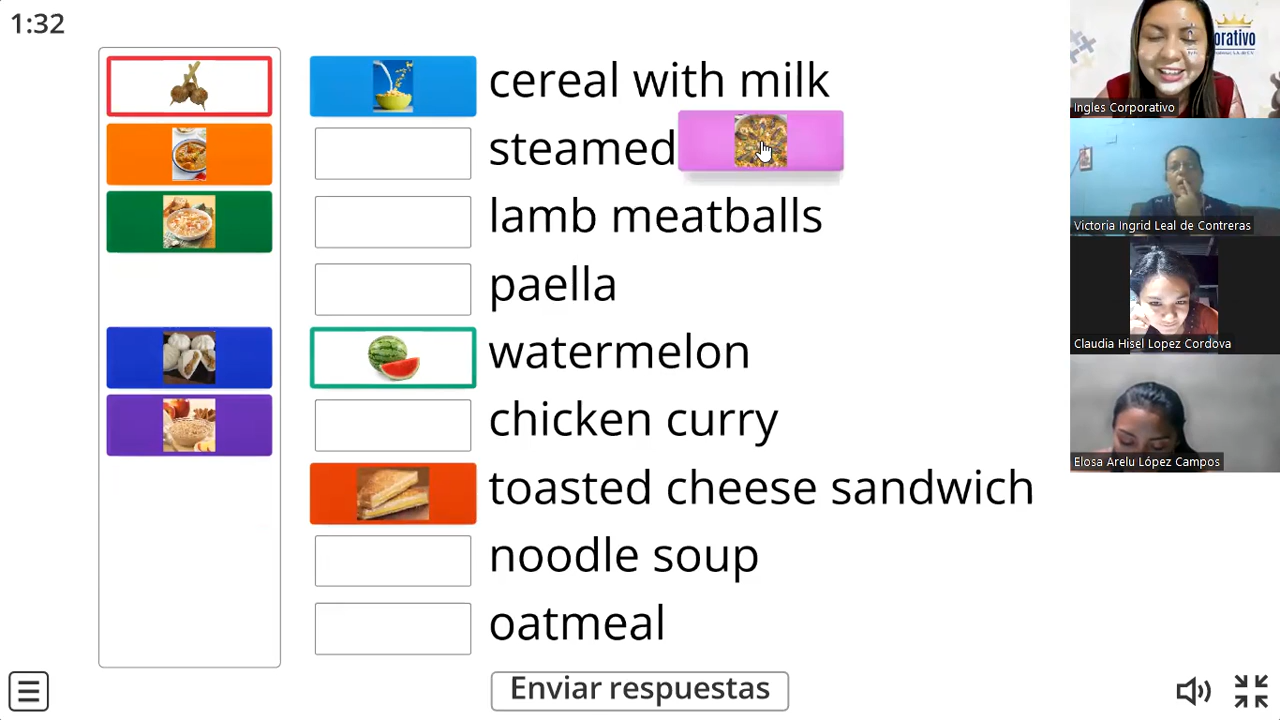 1:32
cereal with milk
steamed
lamb meatballs
paella
watermelon
chicken curry
toasted cheese sandwich
noodle soup
oatmeal
Enviar respuestas
Ingles Corporativo
Victoria Ingrid Leal de Contreras
Claudia Hisel Lopez Cordova
Elosa Arelu López Campos